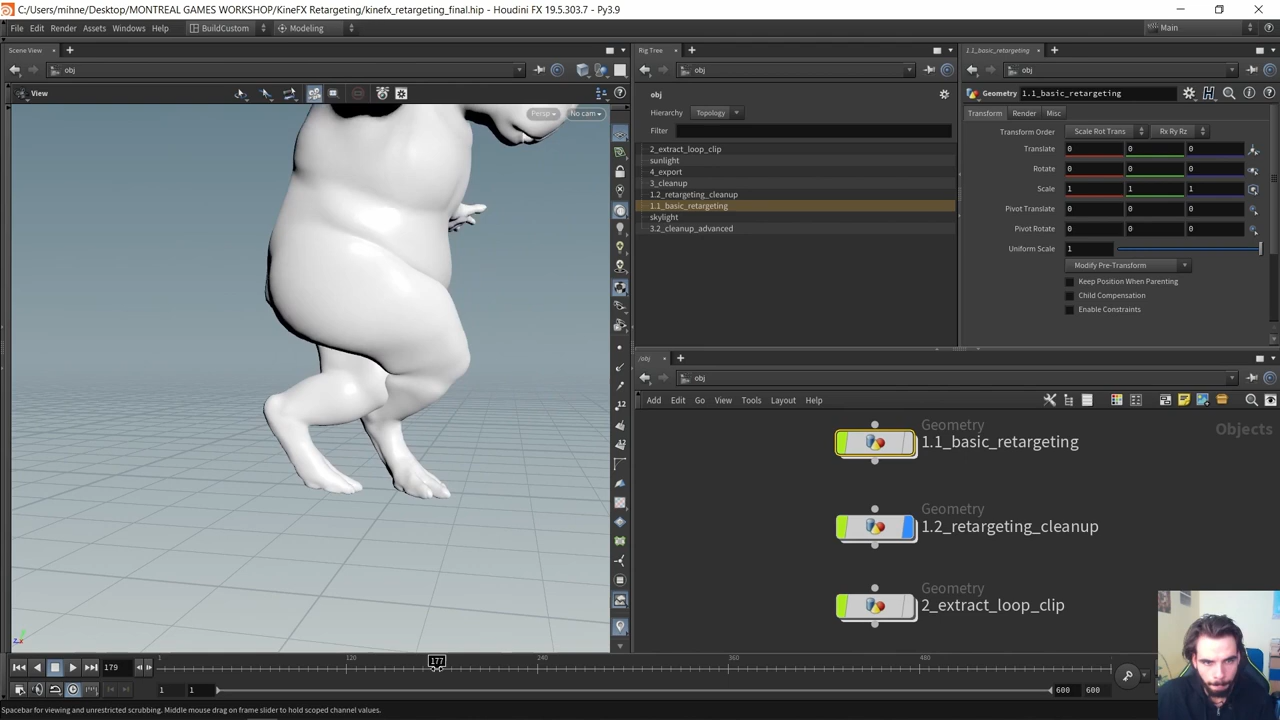 C:/Users/mihne/Desktop/MONTREAL GAMES WORKSHOP/KineFX Retargeting/kinefx_retargeting_final.hip - Houdini FX 19.5.303.7 - Py3.9
File Edit Render Assets Windows Help BuildCustom Modeling Main
Scene View Rig Tree 1.1_basic_retargeting
obj obj obj
View obj Geometry 1.1_basic_retargeting
Persp No cam
Hierarchy Topology
Filter
2_extract_loop_clip
sunlight
4_export
3_cleanup
1.2_retargeting_cleanup
1.1_basic_retargeting
skylight
3.2_cleanup_advanced
Transform Render Misc
Transform Order Scale Rot Trans Rx Ry Rz
Translate 0 0 0
Rotate 0 0 0
Scale 1 1 1
Pivot Translate 0 0 0
Pivot Rotate 0 0 0
Uniform Scale 1
Modify Pre-Transform
Keep Position When Parenting
Child Compensation
Enable Constraints
/obj
obj
Add Edit Go View Tools Layout Help
Objects
Geometry
1.1_basic_retargeting
Geometry
1.2_retargeting_cleanup
Geometry
2_extract_loop_clip
12
12
179 1 120 177 240 360 480
1 1 600 600
Spacebar for viewing and unrestricted scrubbing. Middle mouse drag on frame slider to hold scoped channel values.